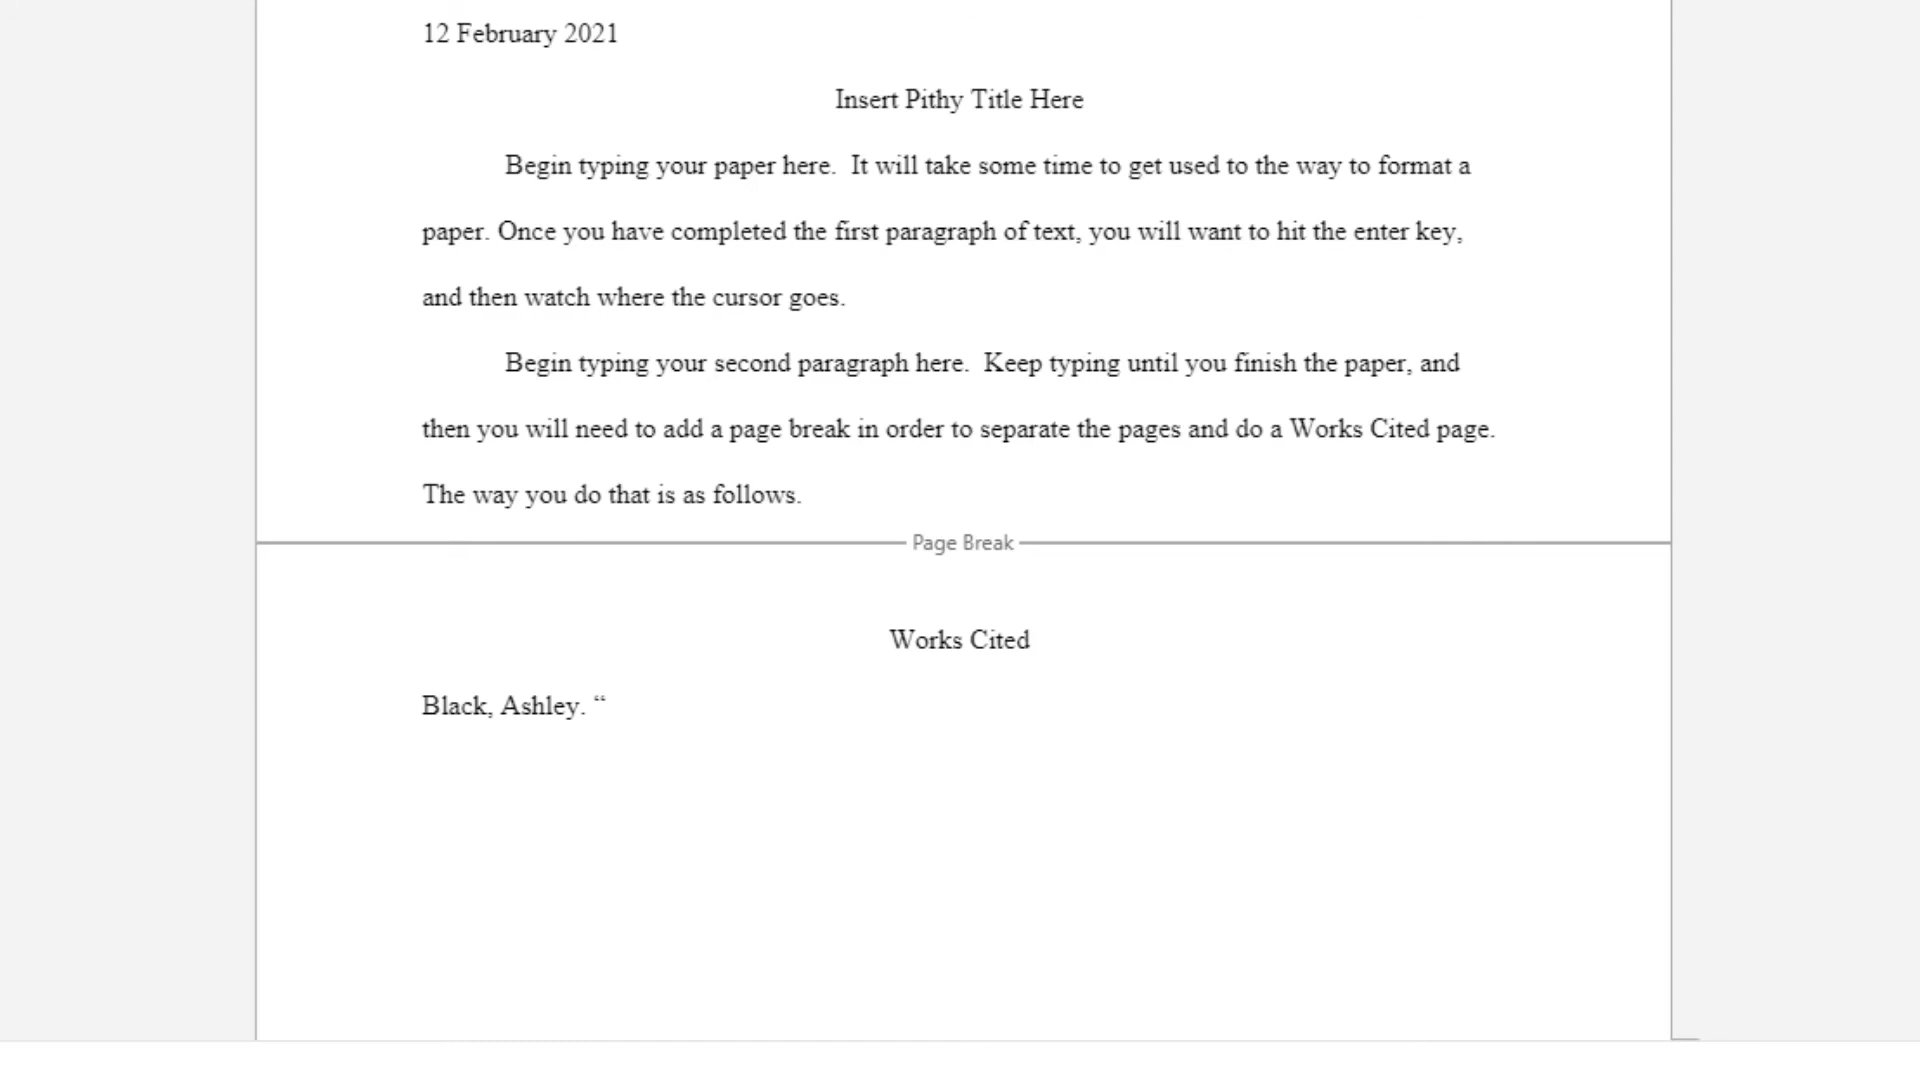 12 February 2021
Insert Pithy Title Here
Begin typing your paper here.  It will take some time to get used to the way to format a
paper. Once you have completed the first paragraph of text, you will want to hit the enter key,
and then watch where the cursor goes.
Begin typing your second paragraph here.  Keep typing until you finish the paper, and
then you will need to add a page break in order to separate the pages and do a Works Cited page.
The way you do that is as follows.
Page Break
Works Cited
Black, Ashley. “